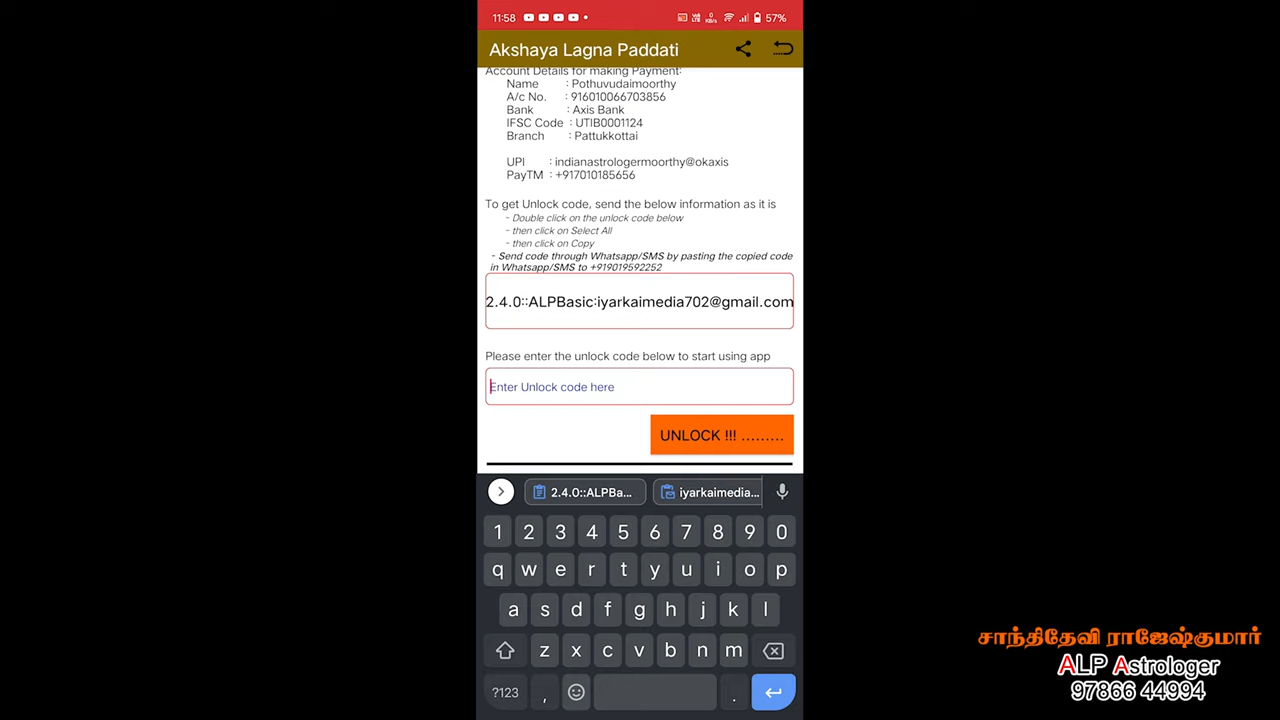 11:58
0
KB/s
57%
Akshaya Lagna Paddati
Account Details for making Payment:
Name : Pothuvudaimoorthy
A/c No. : 916010066703856
Bank : Axis Bank
IFSC Code : UTIB0001124
Branch : Pattukkottai
UPI : indianastrologermoorthy@okaxis
PayTM : +917010185656
To get Unlock code, send the below information as it is
- Double click on the unlock code below
- then click on Select All
- then click on Copy
- Send code through Whatsapp/SMS by pasting the copied code
in Whatsapp/SMS to +919019592252
2.4.0::ALPBasic:iyarkaimedia702@gmail.com
Please enter the unlock code below to start using app
Enter Unlock code here
UNLOCK !!! .........
2.4.0::ALPBa... iyarkaimedia...
1 2 3 4 5 6 7 8 9 0
q w e r t y u i o p
a s d f g h j k l
z x c v b n m
?123 , .
சாந்திதேவி ராஜேஷ்குமார்
ALP Astrologer
97866 44994